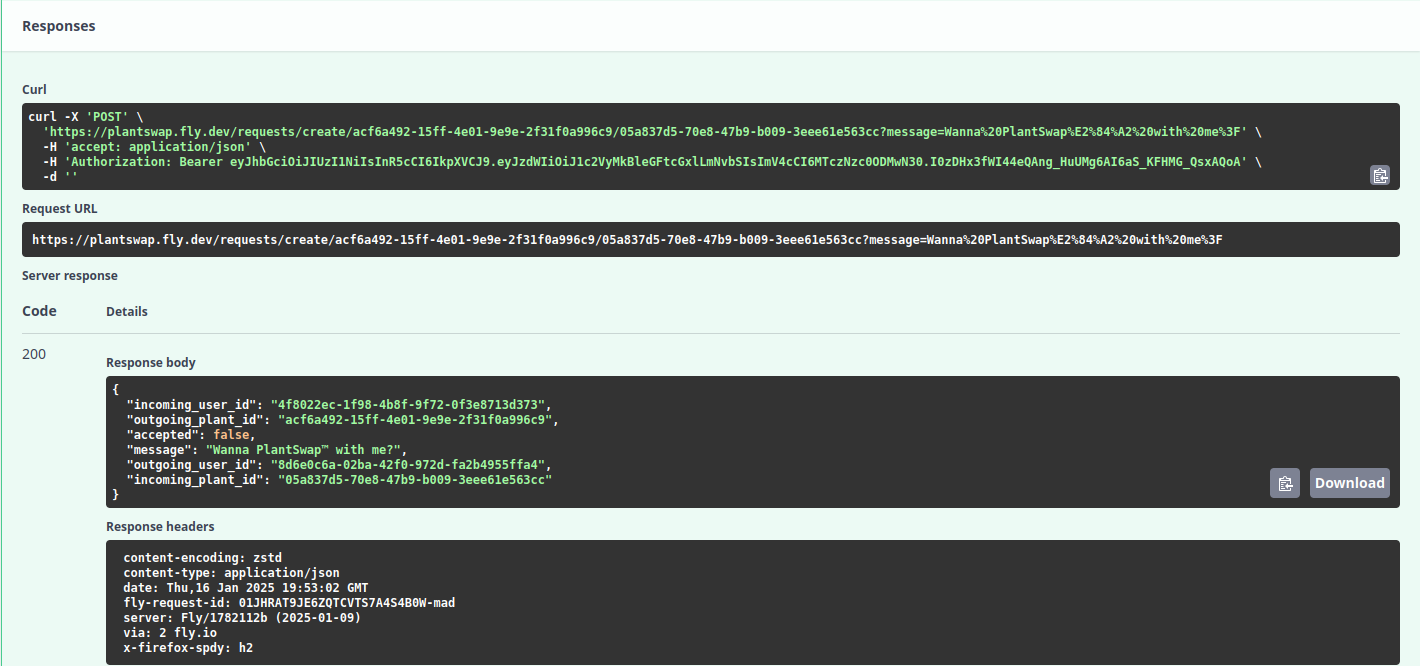 Responses
Curl
curl -X 'POST' \
'https://plantswap.fly.dev/requests/create/acf6a492-15ff-4e01-9e9e-2f31f0a996c9/05a837d5-70e8-47b9-b009-3eee61e563cc?message=Wanna%20PlantSwap%E2%84%A2%20with%20me%3F' \
-H 'accept: application/json' \
-H 'Authorization: Bearer eyJhbGciOiJIUzI1NiIsInR5cCI6IkpXVCJ9.eyJzdWIiOiJ1c2VyMkBleGFtcGxlLmNvbSIsImV4cCI6MTczNzc0ODMwN30.I0zDHx3fWI44eQAng_HuUMg6AI6aS_KFHMG_QsxAQoA' \
-d ''
Request URL
https://plantswap.fly.dev/requests/create/acf6a492-15ff-4e01-9e9e-2f31f0a996c9/05a837d5-70e8-47b9-b009-3eee61e563cc?message=Wanna%20PlantSwap%E2%84%A2%20with%20me%3F
Server response
Code Details
200
Response body
{
"incoming_user_id": "4f8022ec-1f98-4b8f-9f72-0f3e8713d373",
"outgoing_plant_id": "acf6a492-15ff-4e01-9e9e-2f31f0a996c9",
"accepted": false,
"message": "Wanna PlantSwap™ with me?",
"outgoing_user_id": "8d6e0c6a-02ba-42f0-972d-fa2b4955ffa4",
"incoming_plant_id": "05a837d5-70e8-47b9-b009-3eee61e563cc"
}
Download
Response headers
content-encoding: zstd
content-type: application/json
date: Thu,16 Jan 2025 19:53:02 GMT
fly-request-id: 01JHRAT9JE6ZQTCVTS7A4S4B0W-mad
server: Fly/1782112b (2025-01-09)
via: 2 fly.io
x-firefox-spdy: h2